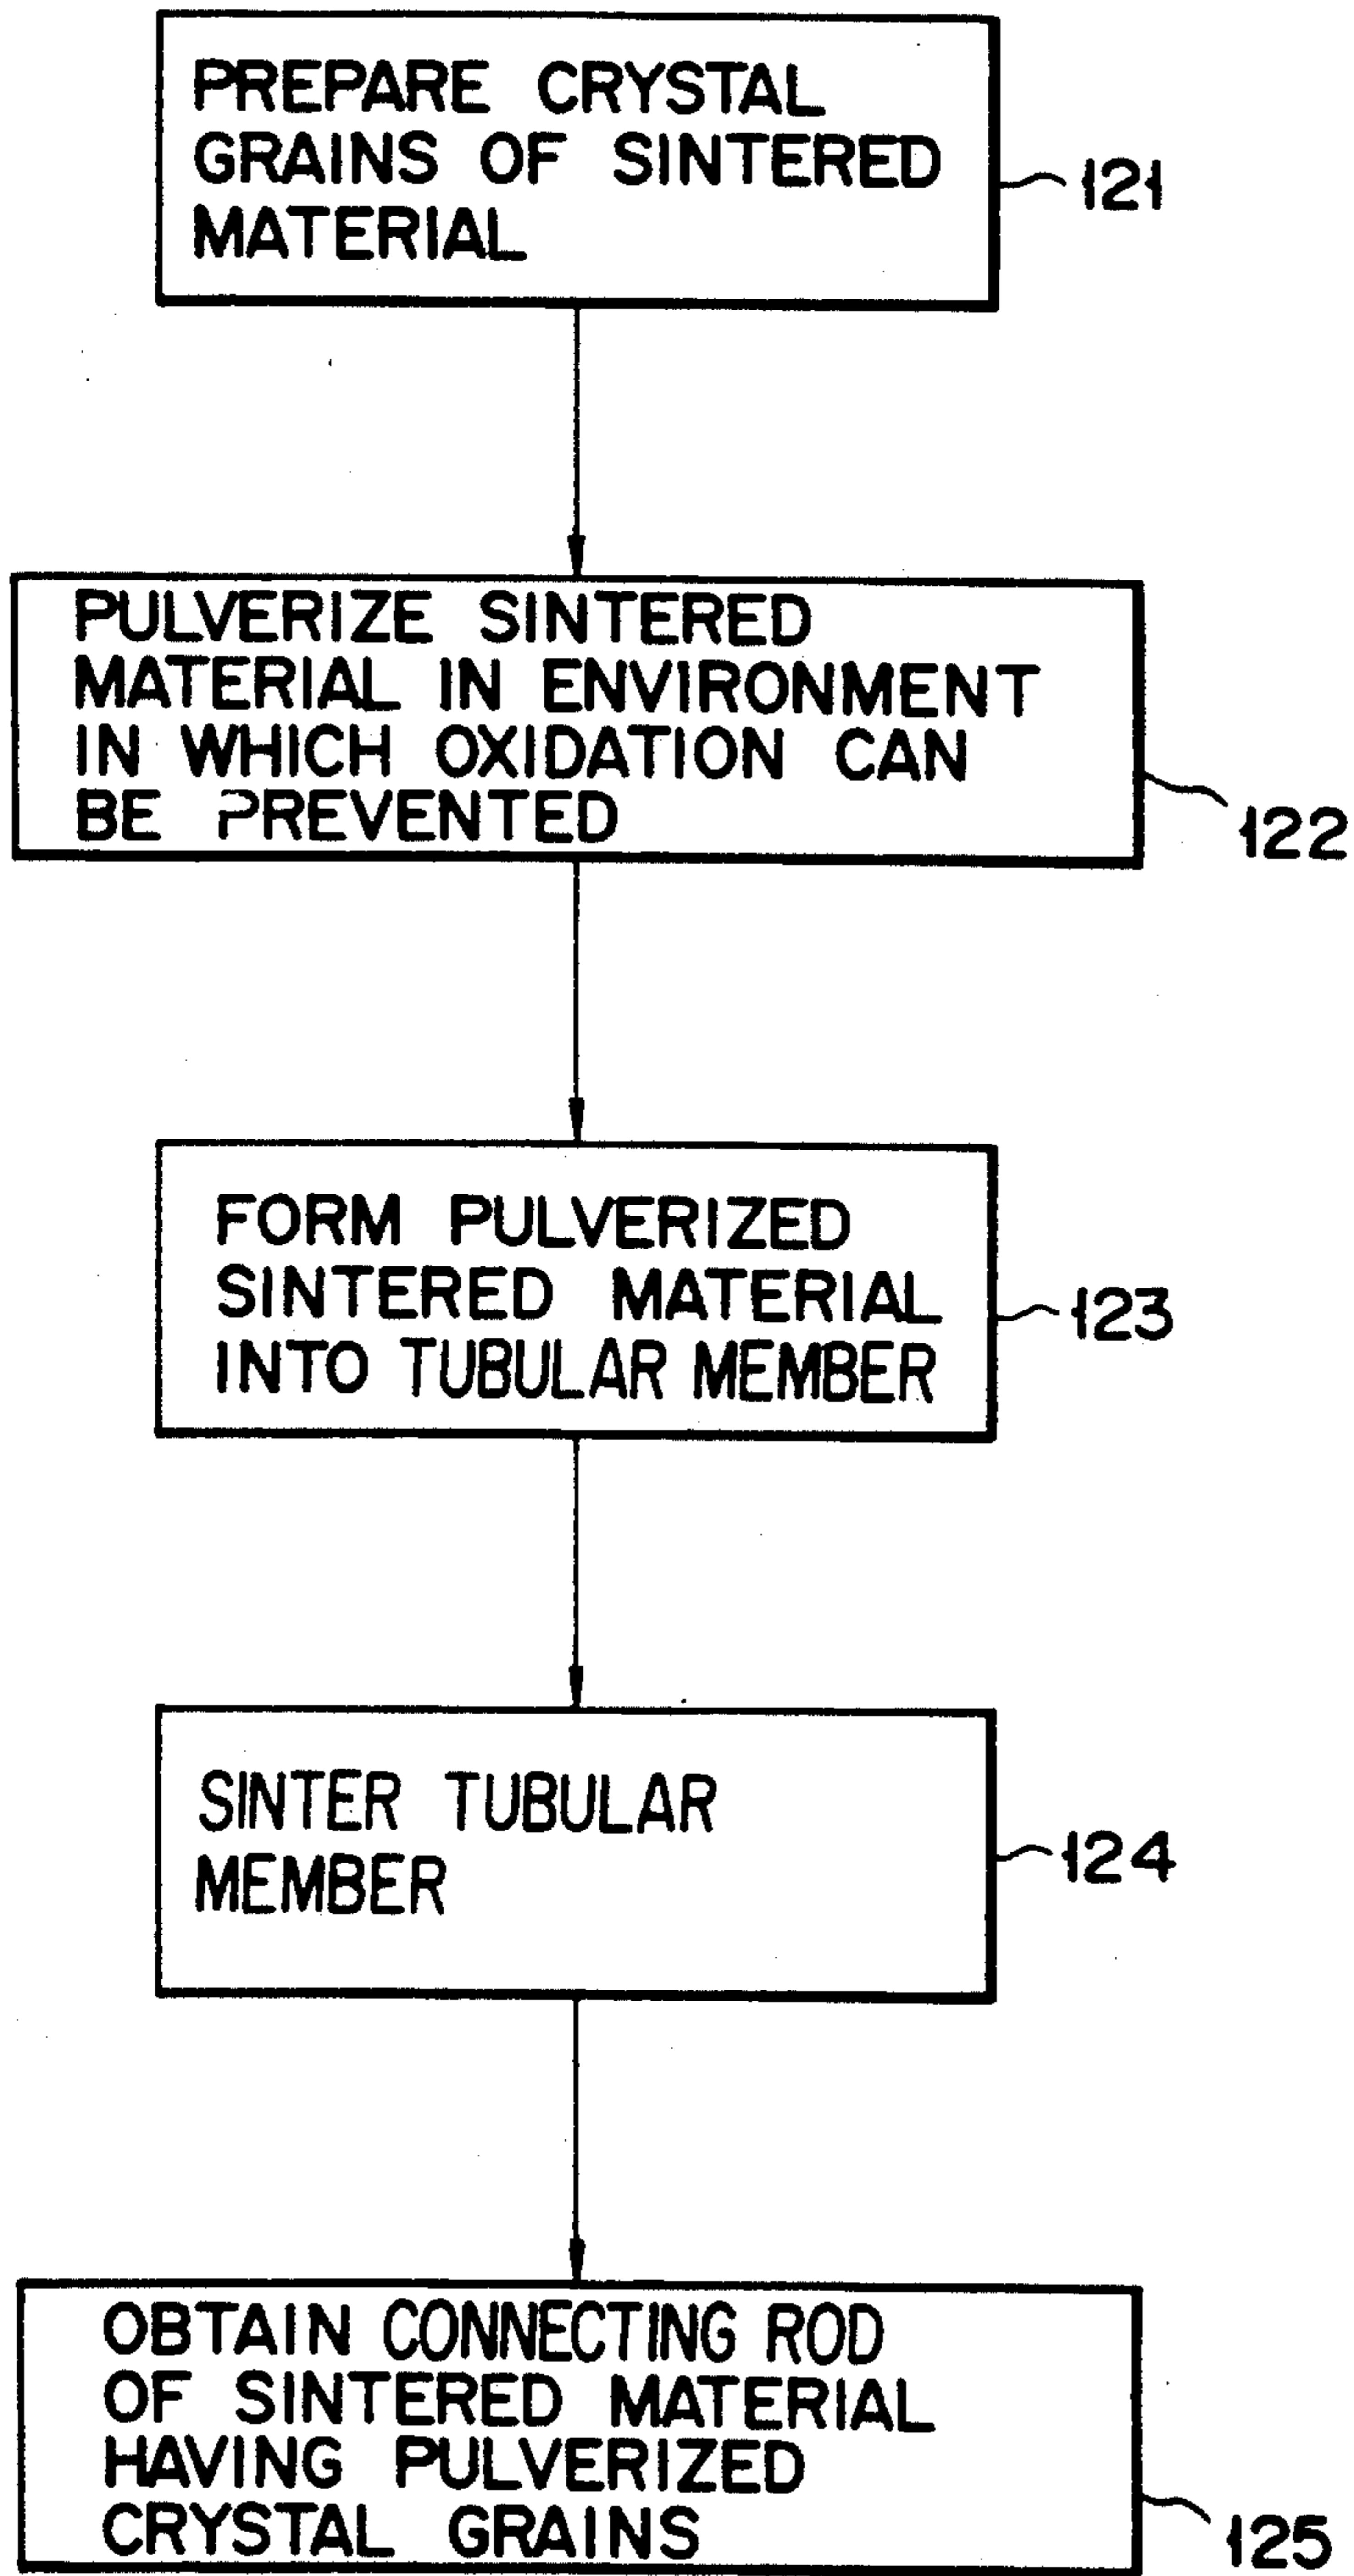 PREPARE CRYSTAL
GRAINS OF SINTERED
MATERIAL
121
PULVERIZE SINTERED
MATERIAL IN ENVIRONMENT
IN WHICH OXIDATION CAN
BE PREVENTED
122
FORM PULVERIZED
SINTERED MATERIAL
INTO TUBULAR MEMBER
123
SINTER TUBULAR
MEMBER
124
OBTAIN CONNECTING ROD
OF SINTERED MATERIAL
HAVING PULVERIZED
CRYSTAL GRAINS
125